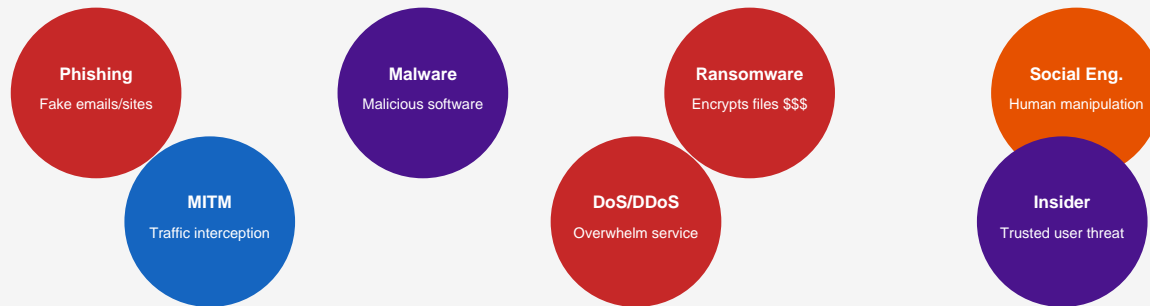 Phishing
Fake emails/sites
Malware
Malicious software
Ransomware
Encrypts files $$$
Social Eng.
Human manipulation
MITM
Traffic interception
DoS/DDoS
Overwhelm service
Insider
Trusted user threat